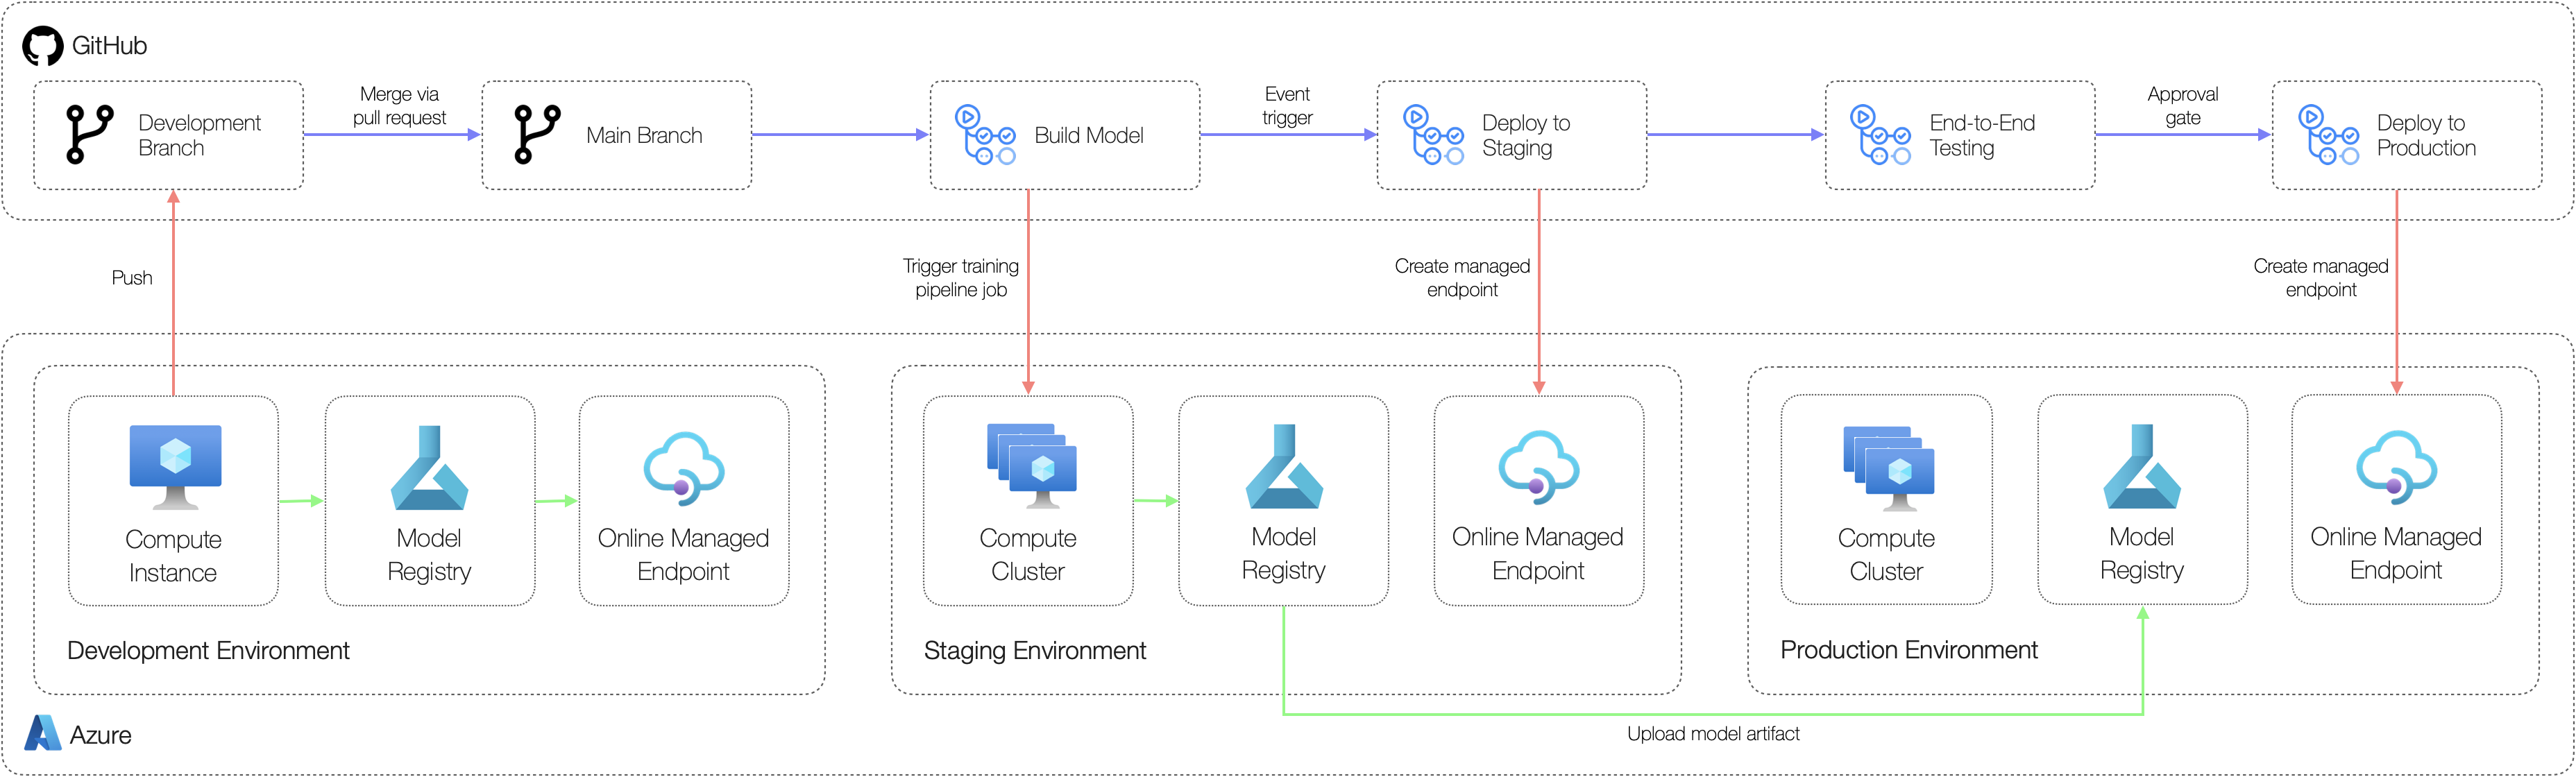 GitHub
Development
Branch
Merge via
pull request
Main Branch
Build Model
Event
trigger
Deploy to
Staging
End-to-End
Testing
Approval
gate
Deploy to
Production
Push
Trigger training
pipeline job
Create managed
endpoint
Create managed
endpoint
Compute
Instance
Model
Registry
Online Managed
Endpoint
Development Environment
Compute
Cluster
Model
Registry
Online Managed
Endpoint
Staging Environment
Compute
Cluster
Model
Registry
Online Managed
Endpoint
Production Environment
Upload model artifact
Azure